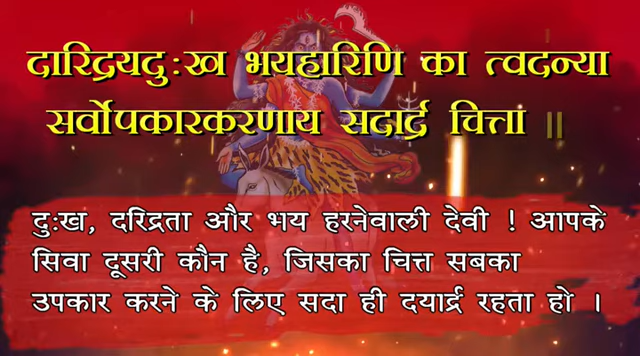 दारिद्रयदुःख भयहारिणि का त्वदन्या
सर्वोपकारकरणाय सदार्द्र चित्ता ॥
दुःख, दरिद्रता और भय हरनेवाली देवी ! आपके
सिवा दूसरी कौन है, जिसका चित्त सबका
उपकार करने के लिए सदा ही दयार्द्र रहता हो ।